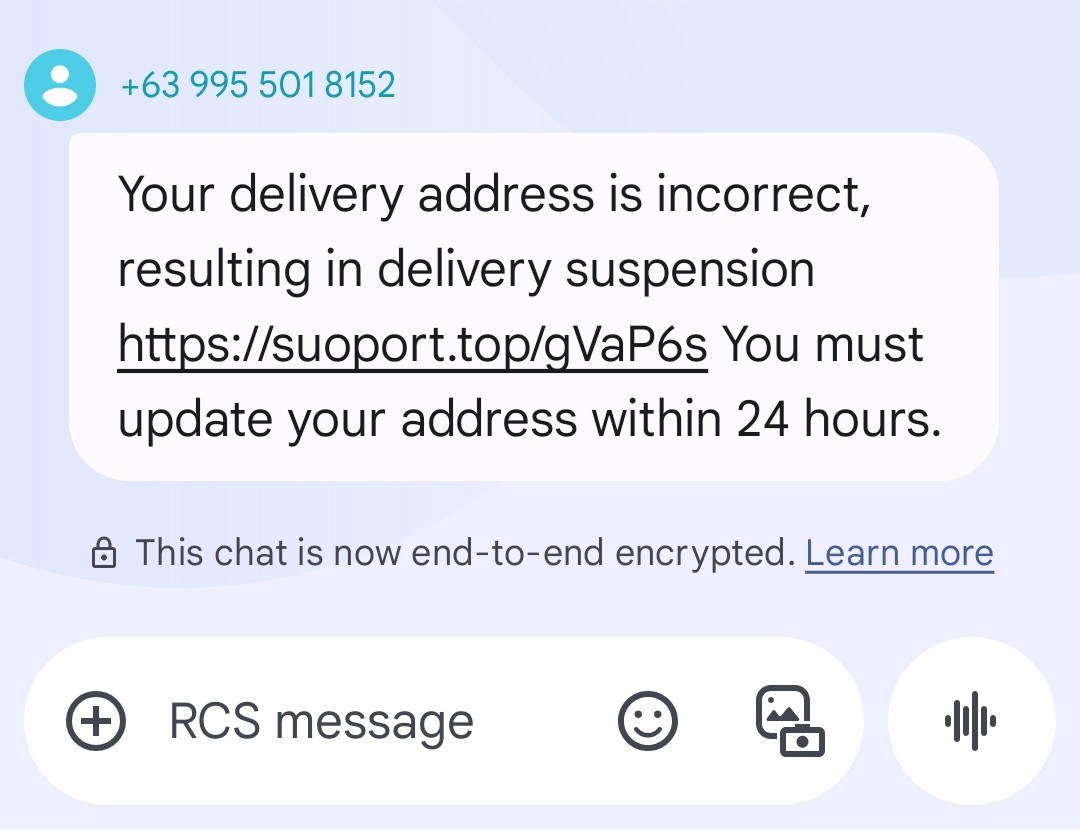 +63 995 501 8152
Your delivery address is incorrect,
resulting in delivery suspension
https://suoport.top/gVaP6s You must
update your address within 24 hours.
This chat is now end-to-end encrypted. Learn more
RCS message